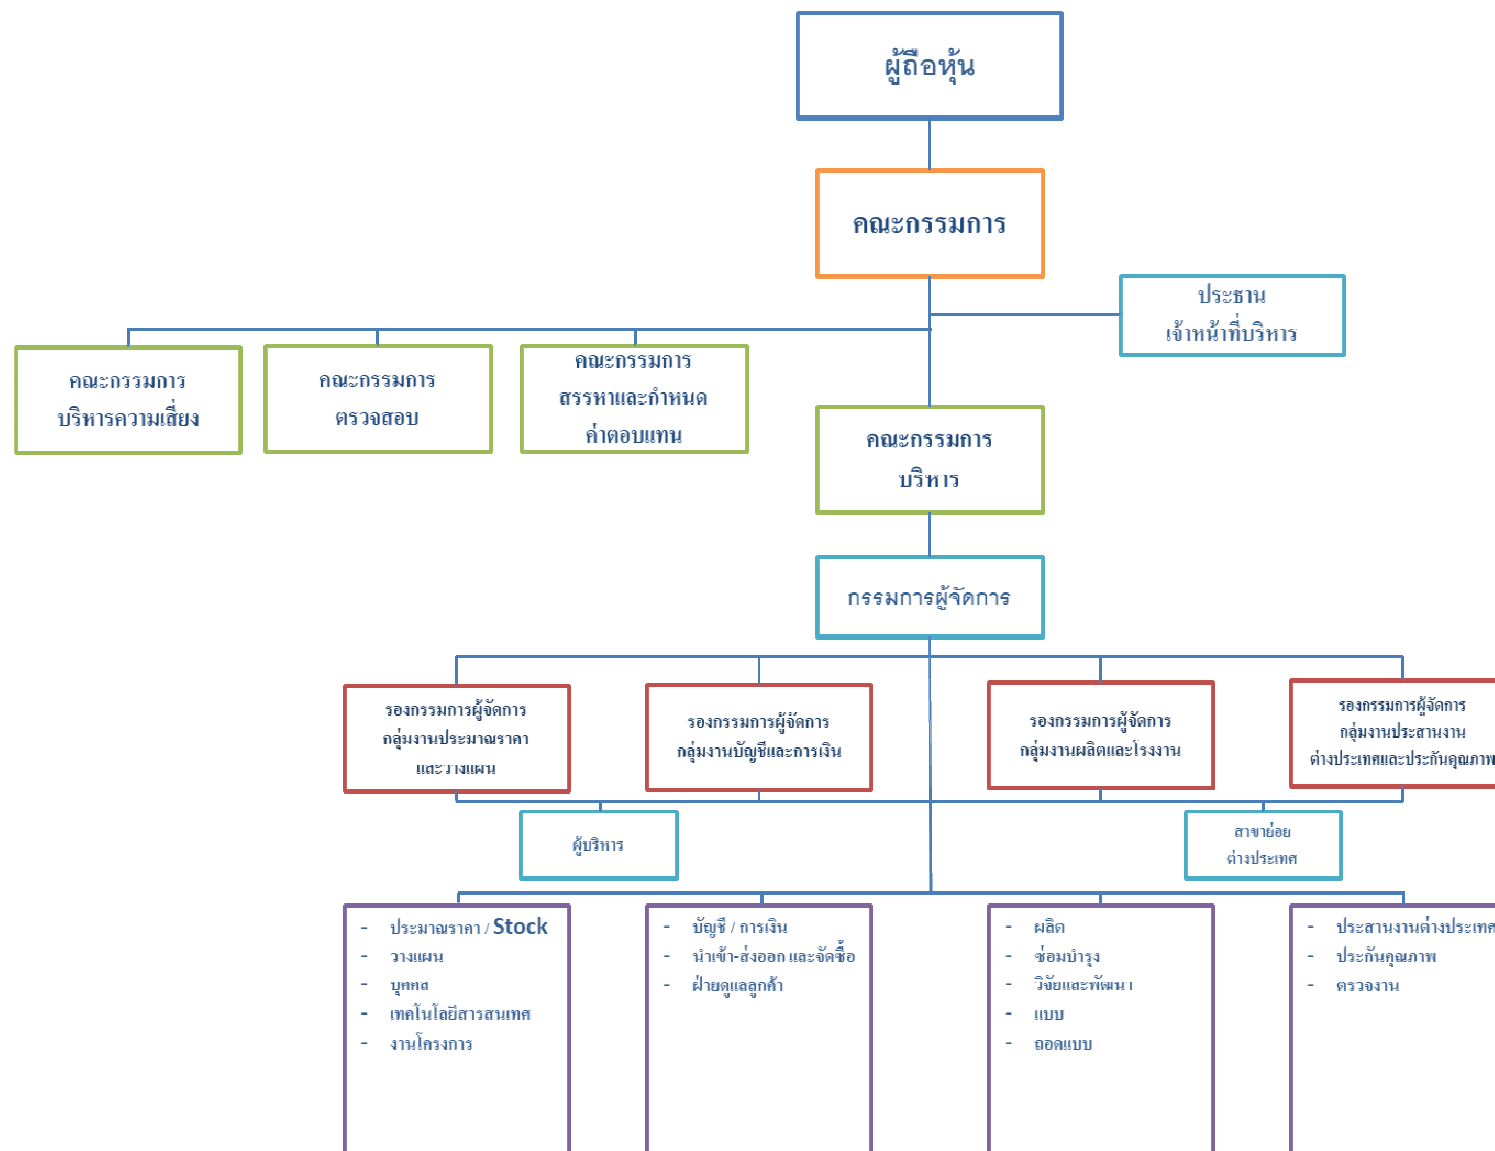 ผู้ถือหุ้น
คณะกรรมการ
ประธาน
เจ้าหน้าที่บริหาร
คณะกรรมการ
บริหารความเสี่ยง
คณะกรรมการ
ตรวจสอบ
คณะกรรมการ
สรรหาและกำหนด
ค่าตอบแทน
คณะกรรมการ
บริหาร
กรรมการผู้จัดการ
รองกรรมการผู้จัดการ
กลุ่มงานประมาณราคา
และวางแผน
รองกรรมการผู้จัดการ
กลุ่มงานบัญชีและการเงิน
รองกรรมการผู้จัดการ
กลุ่มงานผลิตและโรงงาน
รองกรรมการผู้จัดการ
กลุ่มงานประสานงาน
ต่างประเทศและประกันคุณภาพ
ผู้บริหาร
สาขาย่อย
ต่างประเทศ
- ประมาณราคา / Stock
- วางแผน
- บุคคล
- เทคโนโลยีสารสนเทศ
- งานโครงการ
- บัญชี / การเงิน
- นำเข้า-ส่งออก และจัดซื้อ
- ฝ่ายดูแลลูกค้า
- ผลิต
- ซ่อมบำรุง
- วิจัยและพัฒนา
- แบบ
- ถอดแบบ
- ประสานงานต่างประเทศ
- ประกันคุณภาพ
- ตรวจงาน